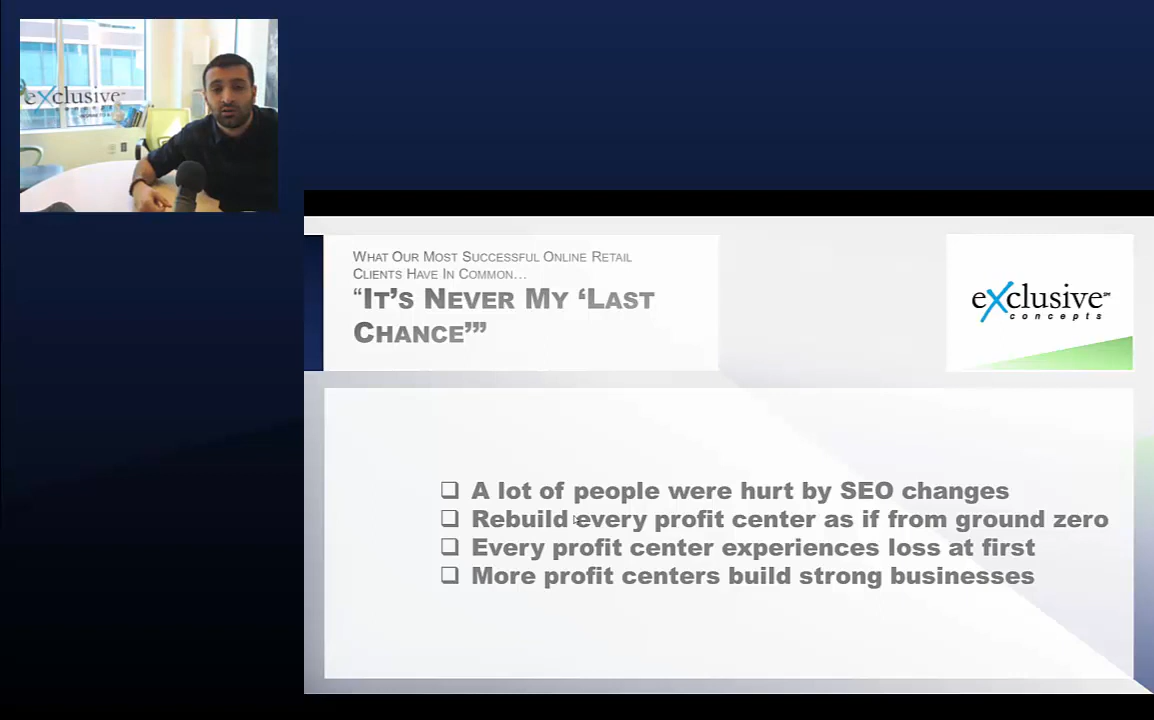 eXclusive
WHAT OUR MOST SUCCESSFUL ONLINE RETAIL
CLIENTS HAVE IN COMMON…
“IT’S NEVER MY ‘LAST
CHANCE’”
eXclusive SM
concepts
❑ A lot of people were hurt by SEO changes
❑ Rebuild every profit center as if from ground zero
❑ Every profit center experiences loss at first
❑ More profit centers build strong businesses